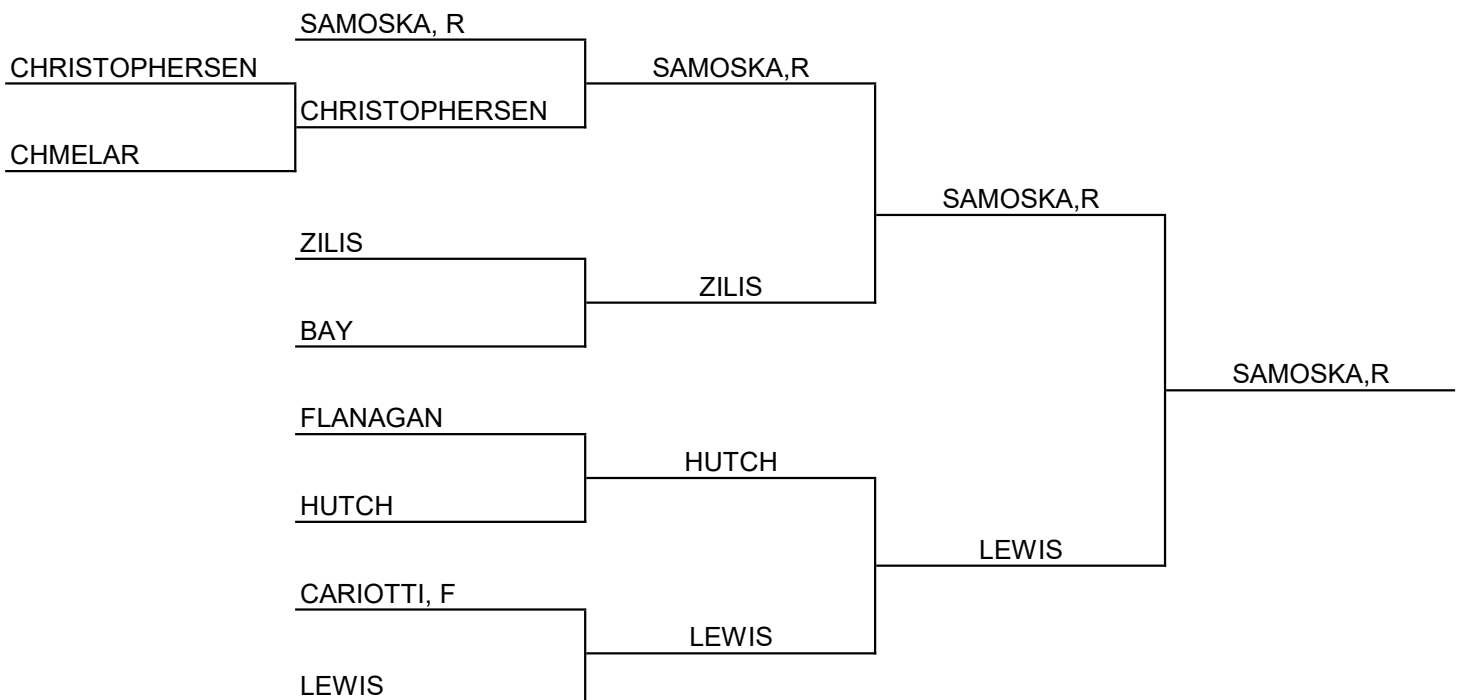 SAMOSKA, R
CHRISTOPHERSEN
SAMOSKA,R
CHRISTOPHERSEN
CHMELAR
SAMOSKA,R
ZILIS
ZILIS
BAY
SAMOSKA,R
FLANAGAN
HUTCH
HUTCH
LEWIS
CARIOTTI, F
LEWIS
LEWIS